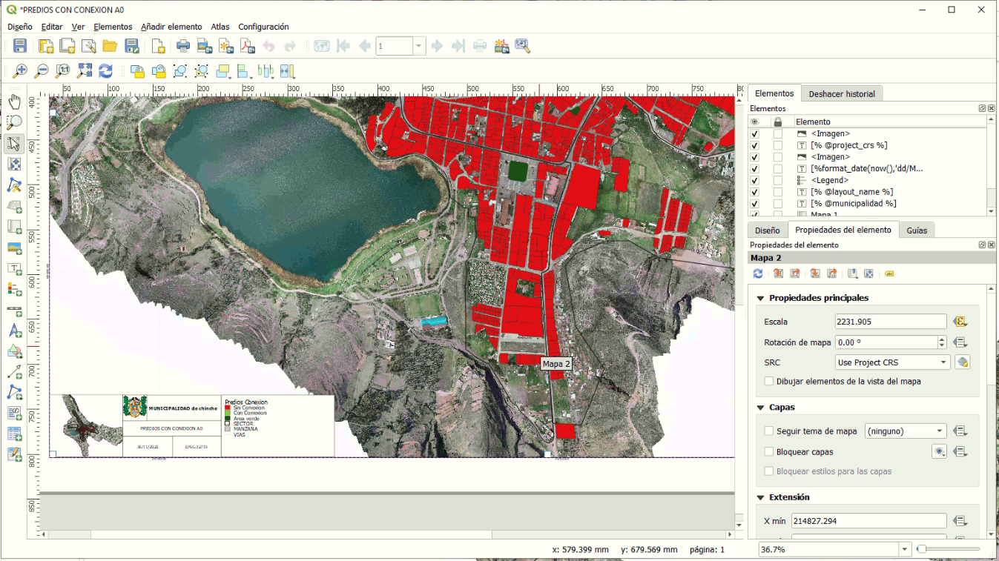 *PREDIOS CON CONEXION A0
Diseño Editar Ver Elementos Añadir elemento Atlas Configuración
1
50 100 150 200 250 300 350 400 450 500 550 600 650 700 750
400
450
500
550
600
650
700
750
800
850
Elementos Deshacer historial
Elementos
Elemento
<Imagen>
[% @project_crs %]
<Imagen>
[%format_date(now(),'dd/M...
<Legend>
[% @layout_name %]
[% @municipalidad %]
Mapa 1
Diseño Propiedades del elemento Guías
Propiedades del elemento
Mapa 2
Propiedades principales
Escala 2231.905
Rotación de mapa 0.00 °
SRC Use Project CRS
Dibujar elementos de la vista del mapa
Capas
Seguir tema de mapa (ninguno)
Bloquear capas
Bloquear estilos para las capas
Extensión
X mín 214827.294
Mapa 2
MUNICIPALIDAD de chinche
PREDIOS CON CONEXION A0
30/11/2020 EPSG:32719
Predios Conexion
Sin Conexion
Con Conexion
Area verde
SECTOR
MANZANA
VIAS
x: 579.399 mm y: 679.569 mm página: 1 36.7%